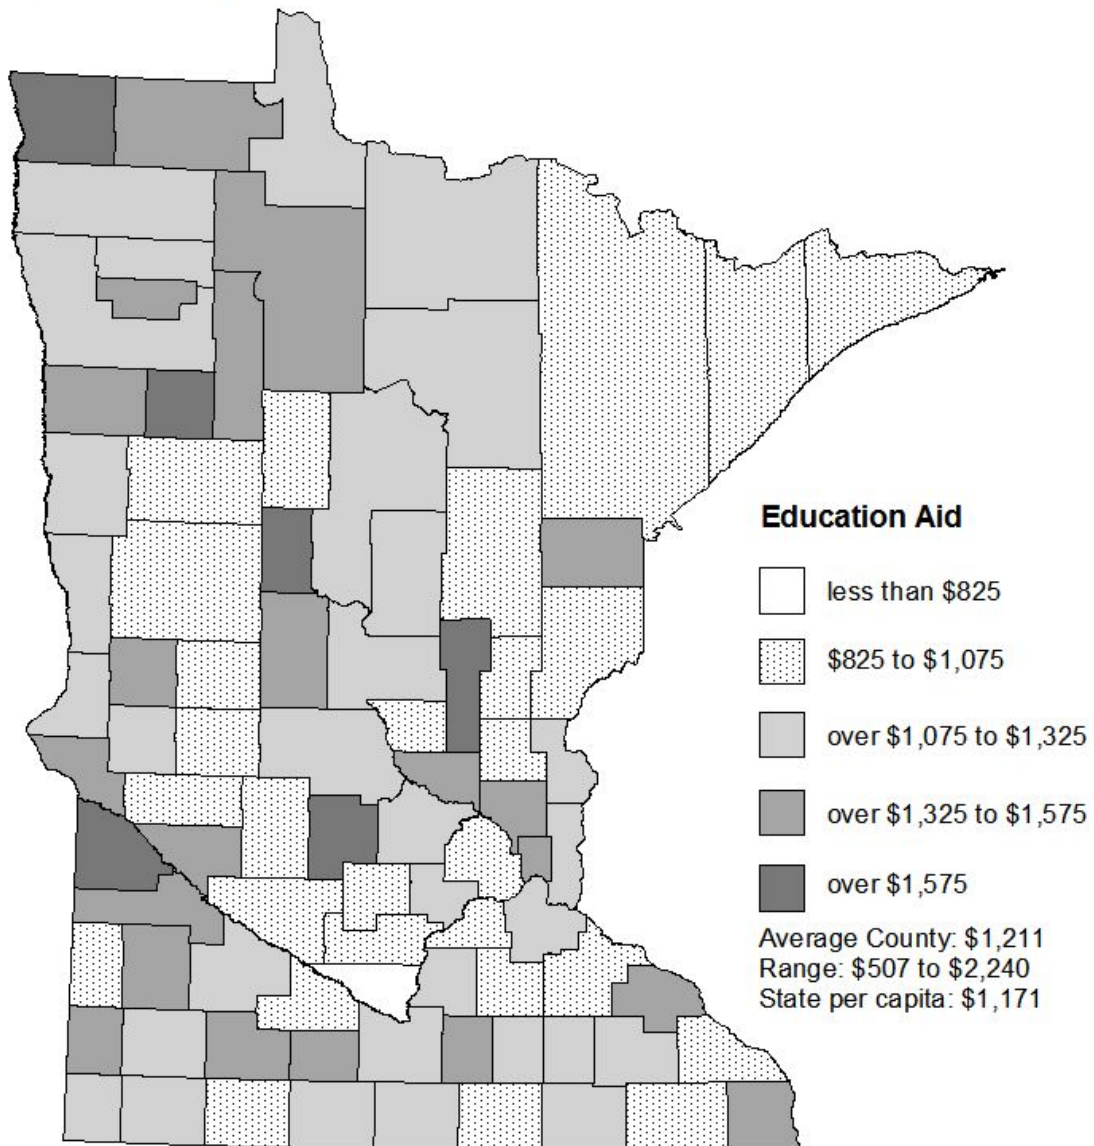 Education Aid
less than $825
$825 to $1,075
over $1,075 to $1,325
over $1,325 to $1,575
over $1,575
Average County: $1,211
Range: $507 to $2,240
State per capita: $1,171